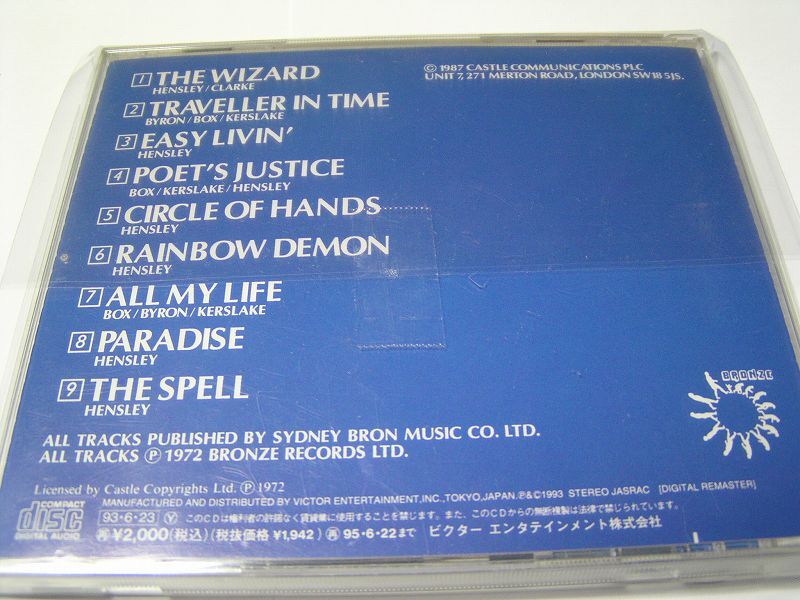 1 THE WIZARD
HENSLEY/CLARKE
2 TRAVELLER IN TIME
BYRON/BOX/KERSLAKE
3 EASY LIVIN'
HENSLEY
4 POET'S JUSTICE
BOX/KERSLAKE/HENSLEY
5 CIRCLE OF HANDS
HENSLEY
6 RAINBOW DEMON
HENSLEY
7 ALL MY LIFE
BOX/BYRON/KERSLAKE
8 PARADISE
HENSLEY
9 THE SPELL
HENSLEY
© 1987 CASTLE COMMUNICATIONS PLC
UNIT 7, 271 MERTON ROAD, LONDON SW18 5JS.
BRONZE
ALL TRACKS PUBLISHED BY SYDNEY BRON MUSIC CO. LTD.
ALL TRACKS Ⓟ 1972 BRONZE RECORDS LTD.
Licensed by Castle Copyrights Ltd. Ⓟ 1972
MANUFACTURED AND DISTRIBUTED BY VICTOR ENTERTAINMENT, INC., TOKYO, JAPAN. Ⓟ&©1993 STEREO JASRAC [DIGITAL REMASTER]
COMPACT
disc
DIGITAL AUDIO
93・6・23 Ⓨ このCDは権利者の許諾なく賃貸業に使用することを禁じます。また、このCDからの無断複製は法律で禁じられています。
再 ¥2,000(税込)(税抜価格 ¥1,942) 再 95・6・22まで ビクター エンタテインメント株式会社